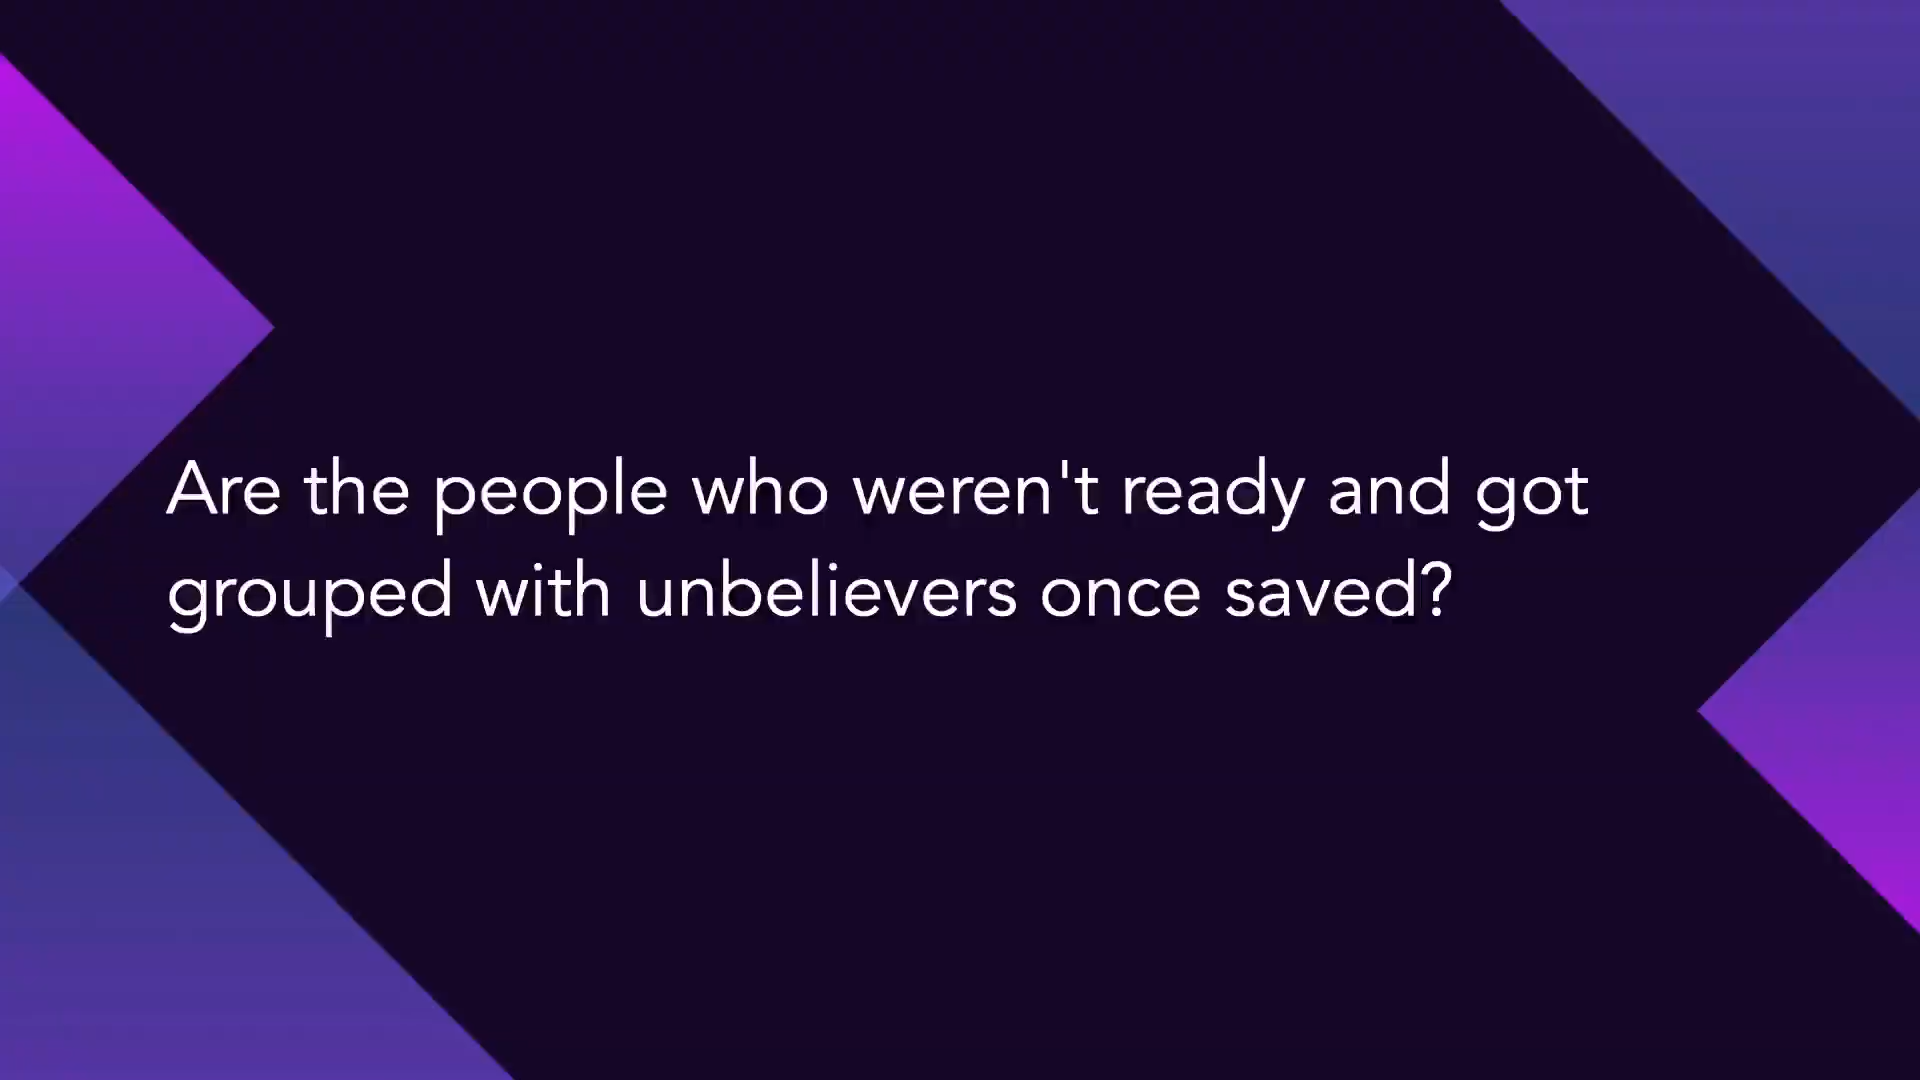 Are the people who weren't ready and got
grouped with unbelievers once saved?